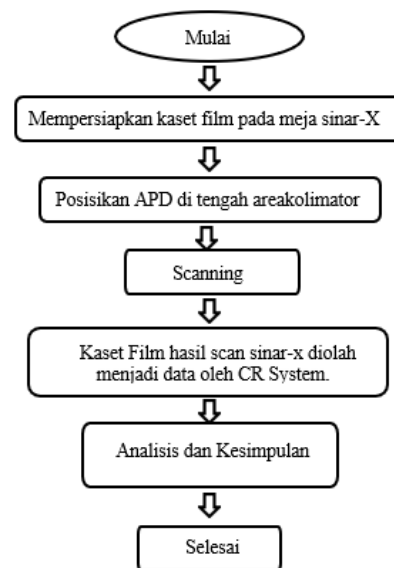 Mulai
Mempersiapkan kaset film pada meja sinar-X
Posisikan APD di tengah areakolimator
Scanning
Kaset Film hasil scan sinar-x diolah
menjadi data oleh CR System.
Analisis dan Kesimpulan
Selesai